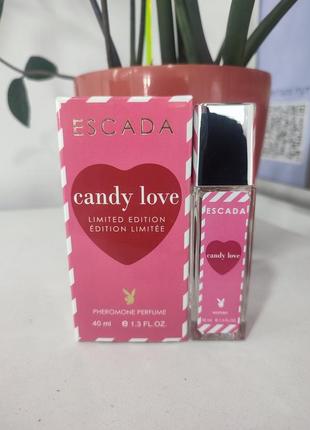 ESCADA
candy love
LIMITED EDITION
ÉDITION LIMITÉE
PHEROMONE PERFUME
40 ml e 1.3 FL.OZ.
ESCADA
candy love